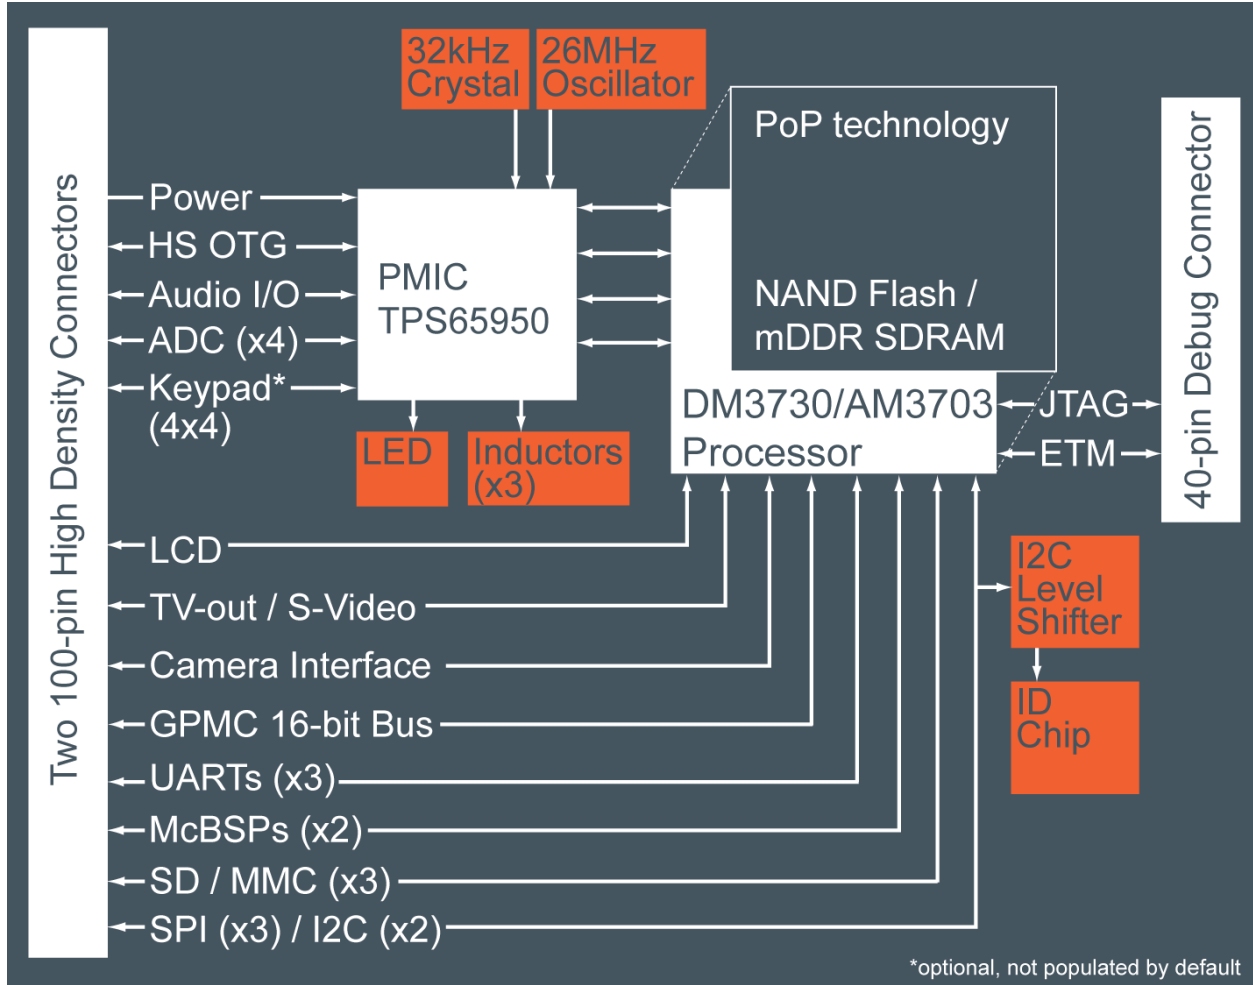 Two 100-pin High Density Connectors
32kHz
Crystal
26MHz
Oscillator
PoP technology
NAND Flash /
mDDR SDRAM
Power
HS OTG
Audio I/O
ADC (x4)
Keypad*
(4x4)
PMIC
TPS65950
LED
Inductors
(x3)
DM3730/AM3703
Processor
JTAG
ETM
40-pin Debug Connector
LCD
TV-out / S-Video
Camera Interface
GPMC 16-bit Bus
UARTs (x3)
McBSPs (x2)
SD / MMC (x3)
SPI (x3) / I2C (x2)
I2C
Level
Shifter
ID
Chip
*optional, not populated by default